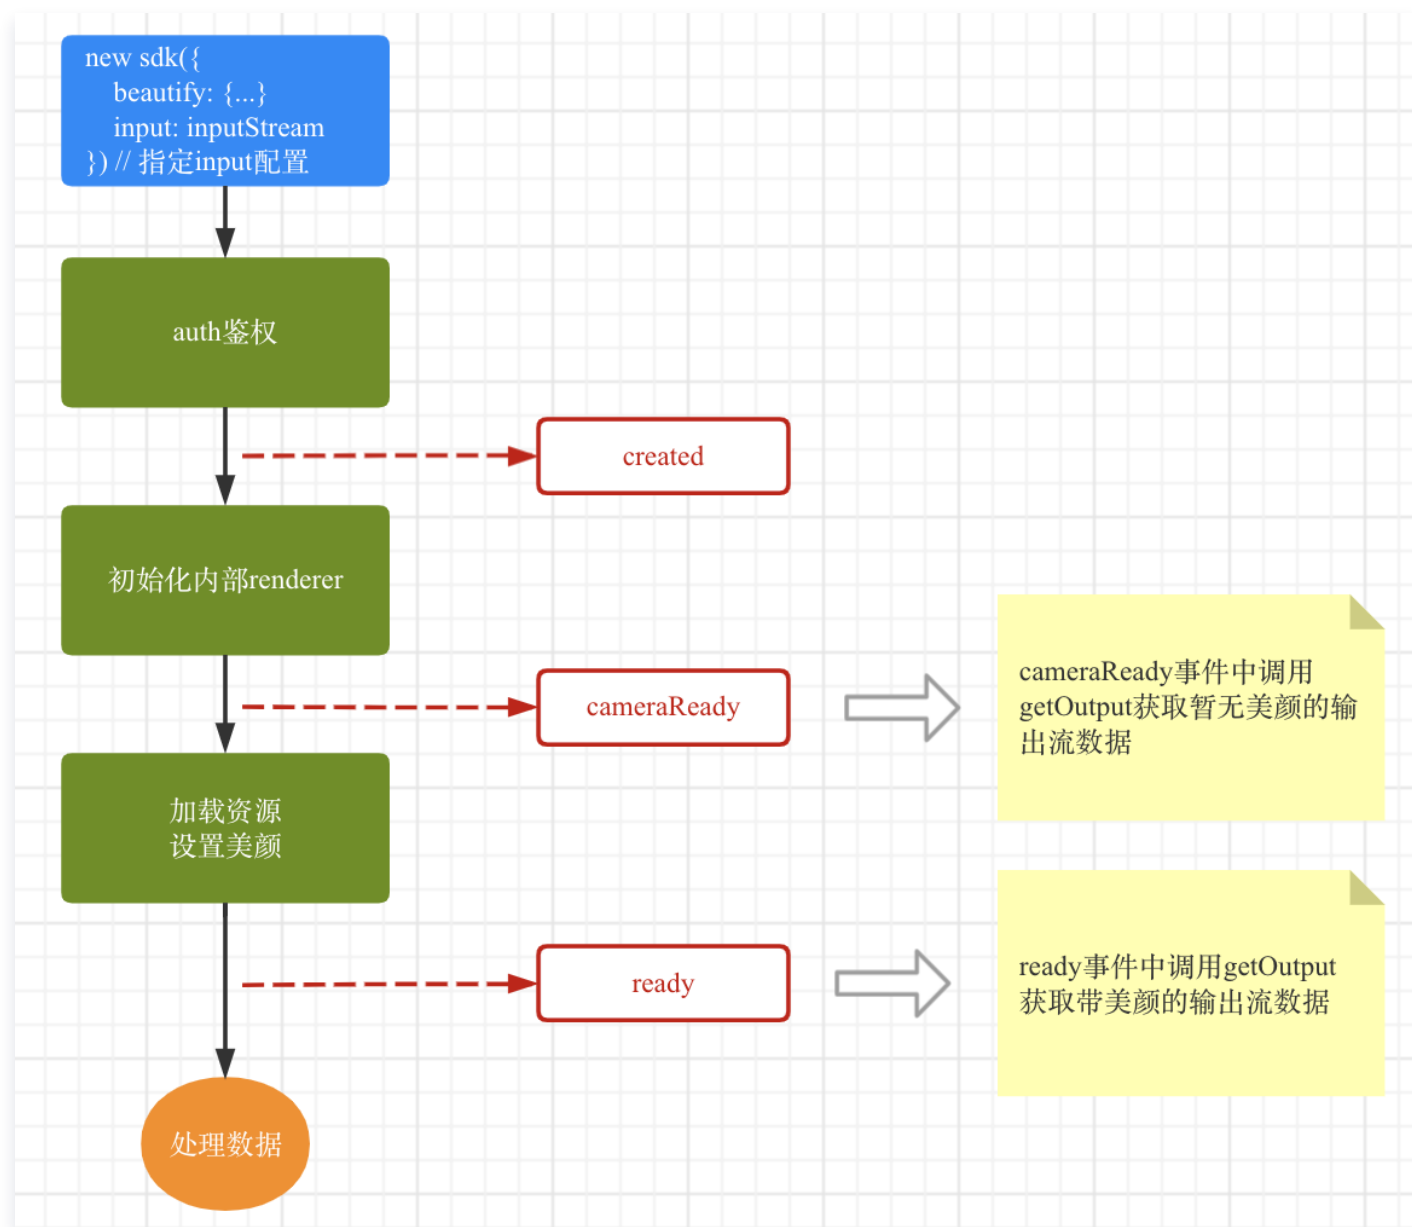 new sdk({
beautify: {...}
input: inputStream
}) // 指定input配置
auth鉴权
created
初始化内部renderer
cameraReady
cameraReady事件中调用
getOutput获取暂无美颜的输
出流数据
加载资源
设置美颜
ready
ready事件中调用getOutput
获取带美颜的输出流数据
处理数据